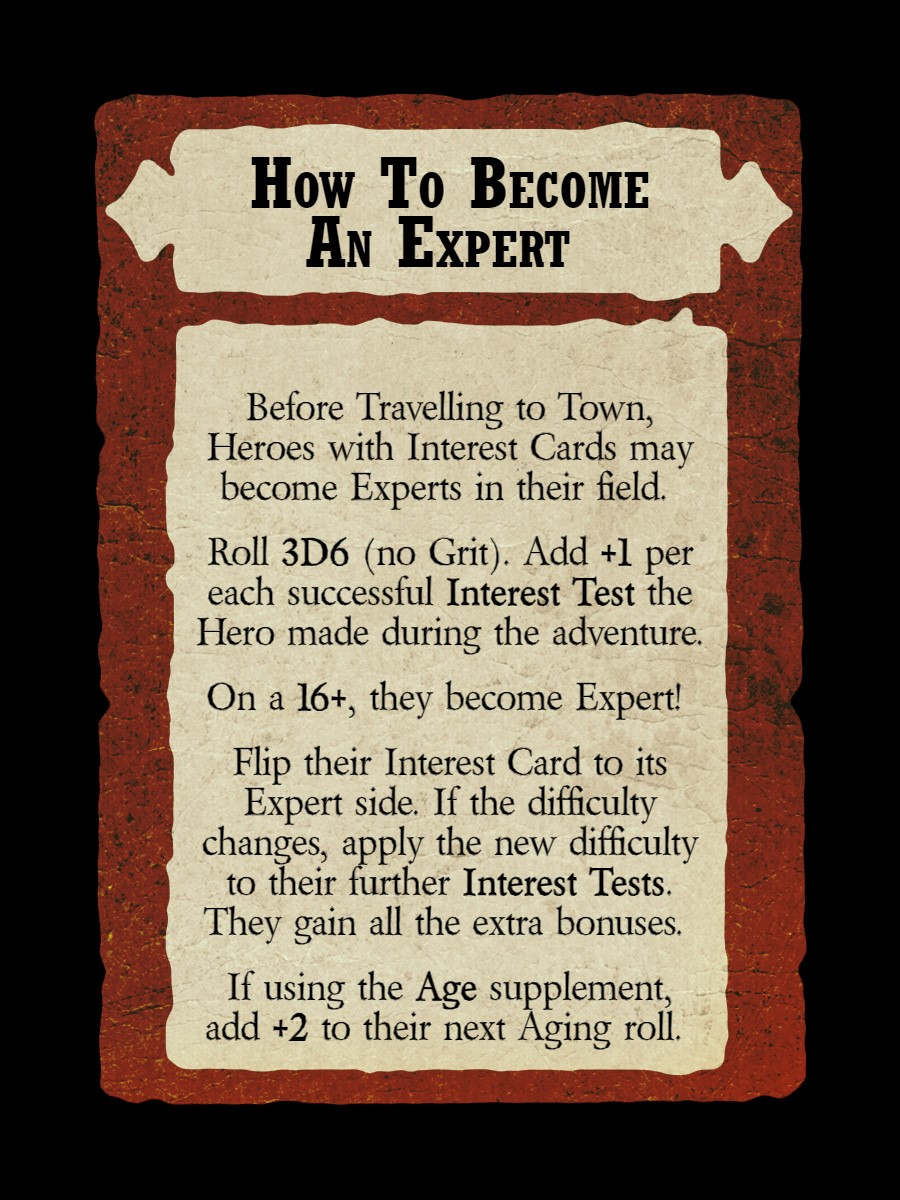 How To Become
An Expert
Before Travelling to Town,
Heroes with Interest Cards may
become Experts in their field.
Roll 3D6 (no Grit). Add +1 per
each successful Interest Test the
Hero made during the adventure.
On a 16+, they become Expert!
Flip their Interest Card to its
Expert side. If the difficulty
changes, apply the new difficulty
to their further Interest Tests.
They gain all the extra bonuses.
If using the Age supplement,
add +2 to their next Aging roll.